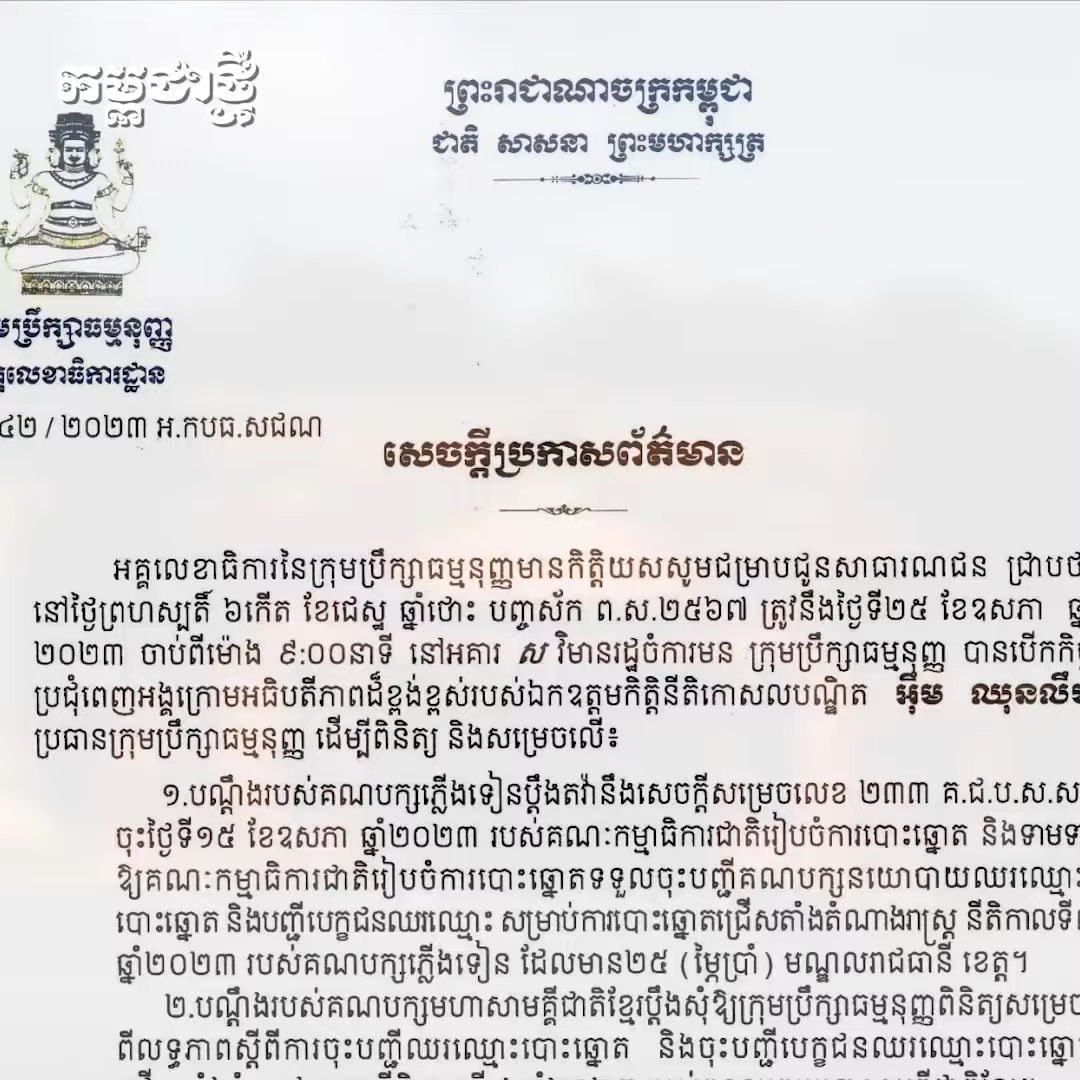 កម្ពុជាថ្មី
ព្រះរាជាណាចក្រកម្ពុជា
ជាតិ សាសនា ព្រះមហាក្សត្រ
មប្រឹក្សាធម្មនុញ្ញ
លេខាធិការដ្ឋាន
៤២ / ២០២៣ អ.កបធ.សជណ
សេចក្តីប្រកាសព័ត៌មាន
អគ្គលេខាធិការនៃក្រុមប្រឹក្សាធម្មនុញ្ញមានកិត្តិយសសូមជម្រាបជូនសាធារណជន ជ្រាបថា
នៅថ្ងៃព្រហស្បតិ៍ ៦កើត ខែជេស្ឋ ឆ្នាំថោះ បញ្ចស័ក ព.ស.២៥៦៧ ត្រូវនឹងថ្ងៃទី២៥ ខែឧសភា
២០២៣ ចាប់ពីម៉ោង ៩:០០នាទី នៅអគារ ស វិមានរដ្ឋចំការមន ក្រុមប្រឹក្សាធម្មនុញ្ញ បានបើកកិ
ប្រជុំពេញអង្គក្រោមអធិបតីភាពដ៏ខ្ពង់ខ្ពស់របស់ឯកឧត្តមកិត្តិនីតិកោសលបណ្ឌិត អ៊ឹម ឈុនលឹម
ប្រធានក្រុមប្រឹក្សាធម្មនុញ្ញ ដើម្បីពិនិត្យ និងសម្រេចលើ៖
១.បណ្តឹងរបស់គណបក្សភ្លើងទៀនប្តឹងតវ៉ានឹងសេចក្តីសម្រេចលេខ ២៣៣ គ.ជ.ប.ស.ស
ចុះថ្ងៃទី១៥ ខែឧសភា ឆ្នាំ២០២៣ របស់គណៈកម្មាធិការជាតិរៀបចំការបោះឆ្នោត និងទាមទា
ឱ្យគណៈកម្មាធិការជាតិរៀបចំការបោះឆ្នោតទទួលចុះបញ្ជីគណបក្សនយោបាយឈរឈ្មោះ
បោះឆ្នោត និងបញ្ជីបេក្ខជនឈរឈ្មោះ សម្រាប់ការបោះឆ្នោតជ្រើសតាំងតំណាងរាស្ត្រ នីតិកាលទី
ឆ្នាំ២០២៣ របស់គណបក្សភ្លើងទៀន ដែលមាន២៥ (ម្ភៃប្រាំ) មណ្ឌលរាជធានី ខេត្ត។
២.បណ្តឹងរបស់គណបក្សមហាសាមគ្គីជាតិខ្មែរប្តឹងសុំឱ្យក្រុមប្រឹក្សាធម្មនុញ្ញពិនិត្យសម្រេច
ពីលទ្ធភាពស្តីពីការចុះបញ្ជីឈរឈ្មោះបោះឆ្នោត និងចុះបញ្ជីបេក្ខជនឈរឈ្មោះបោះឆ្នោ